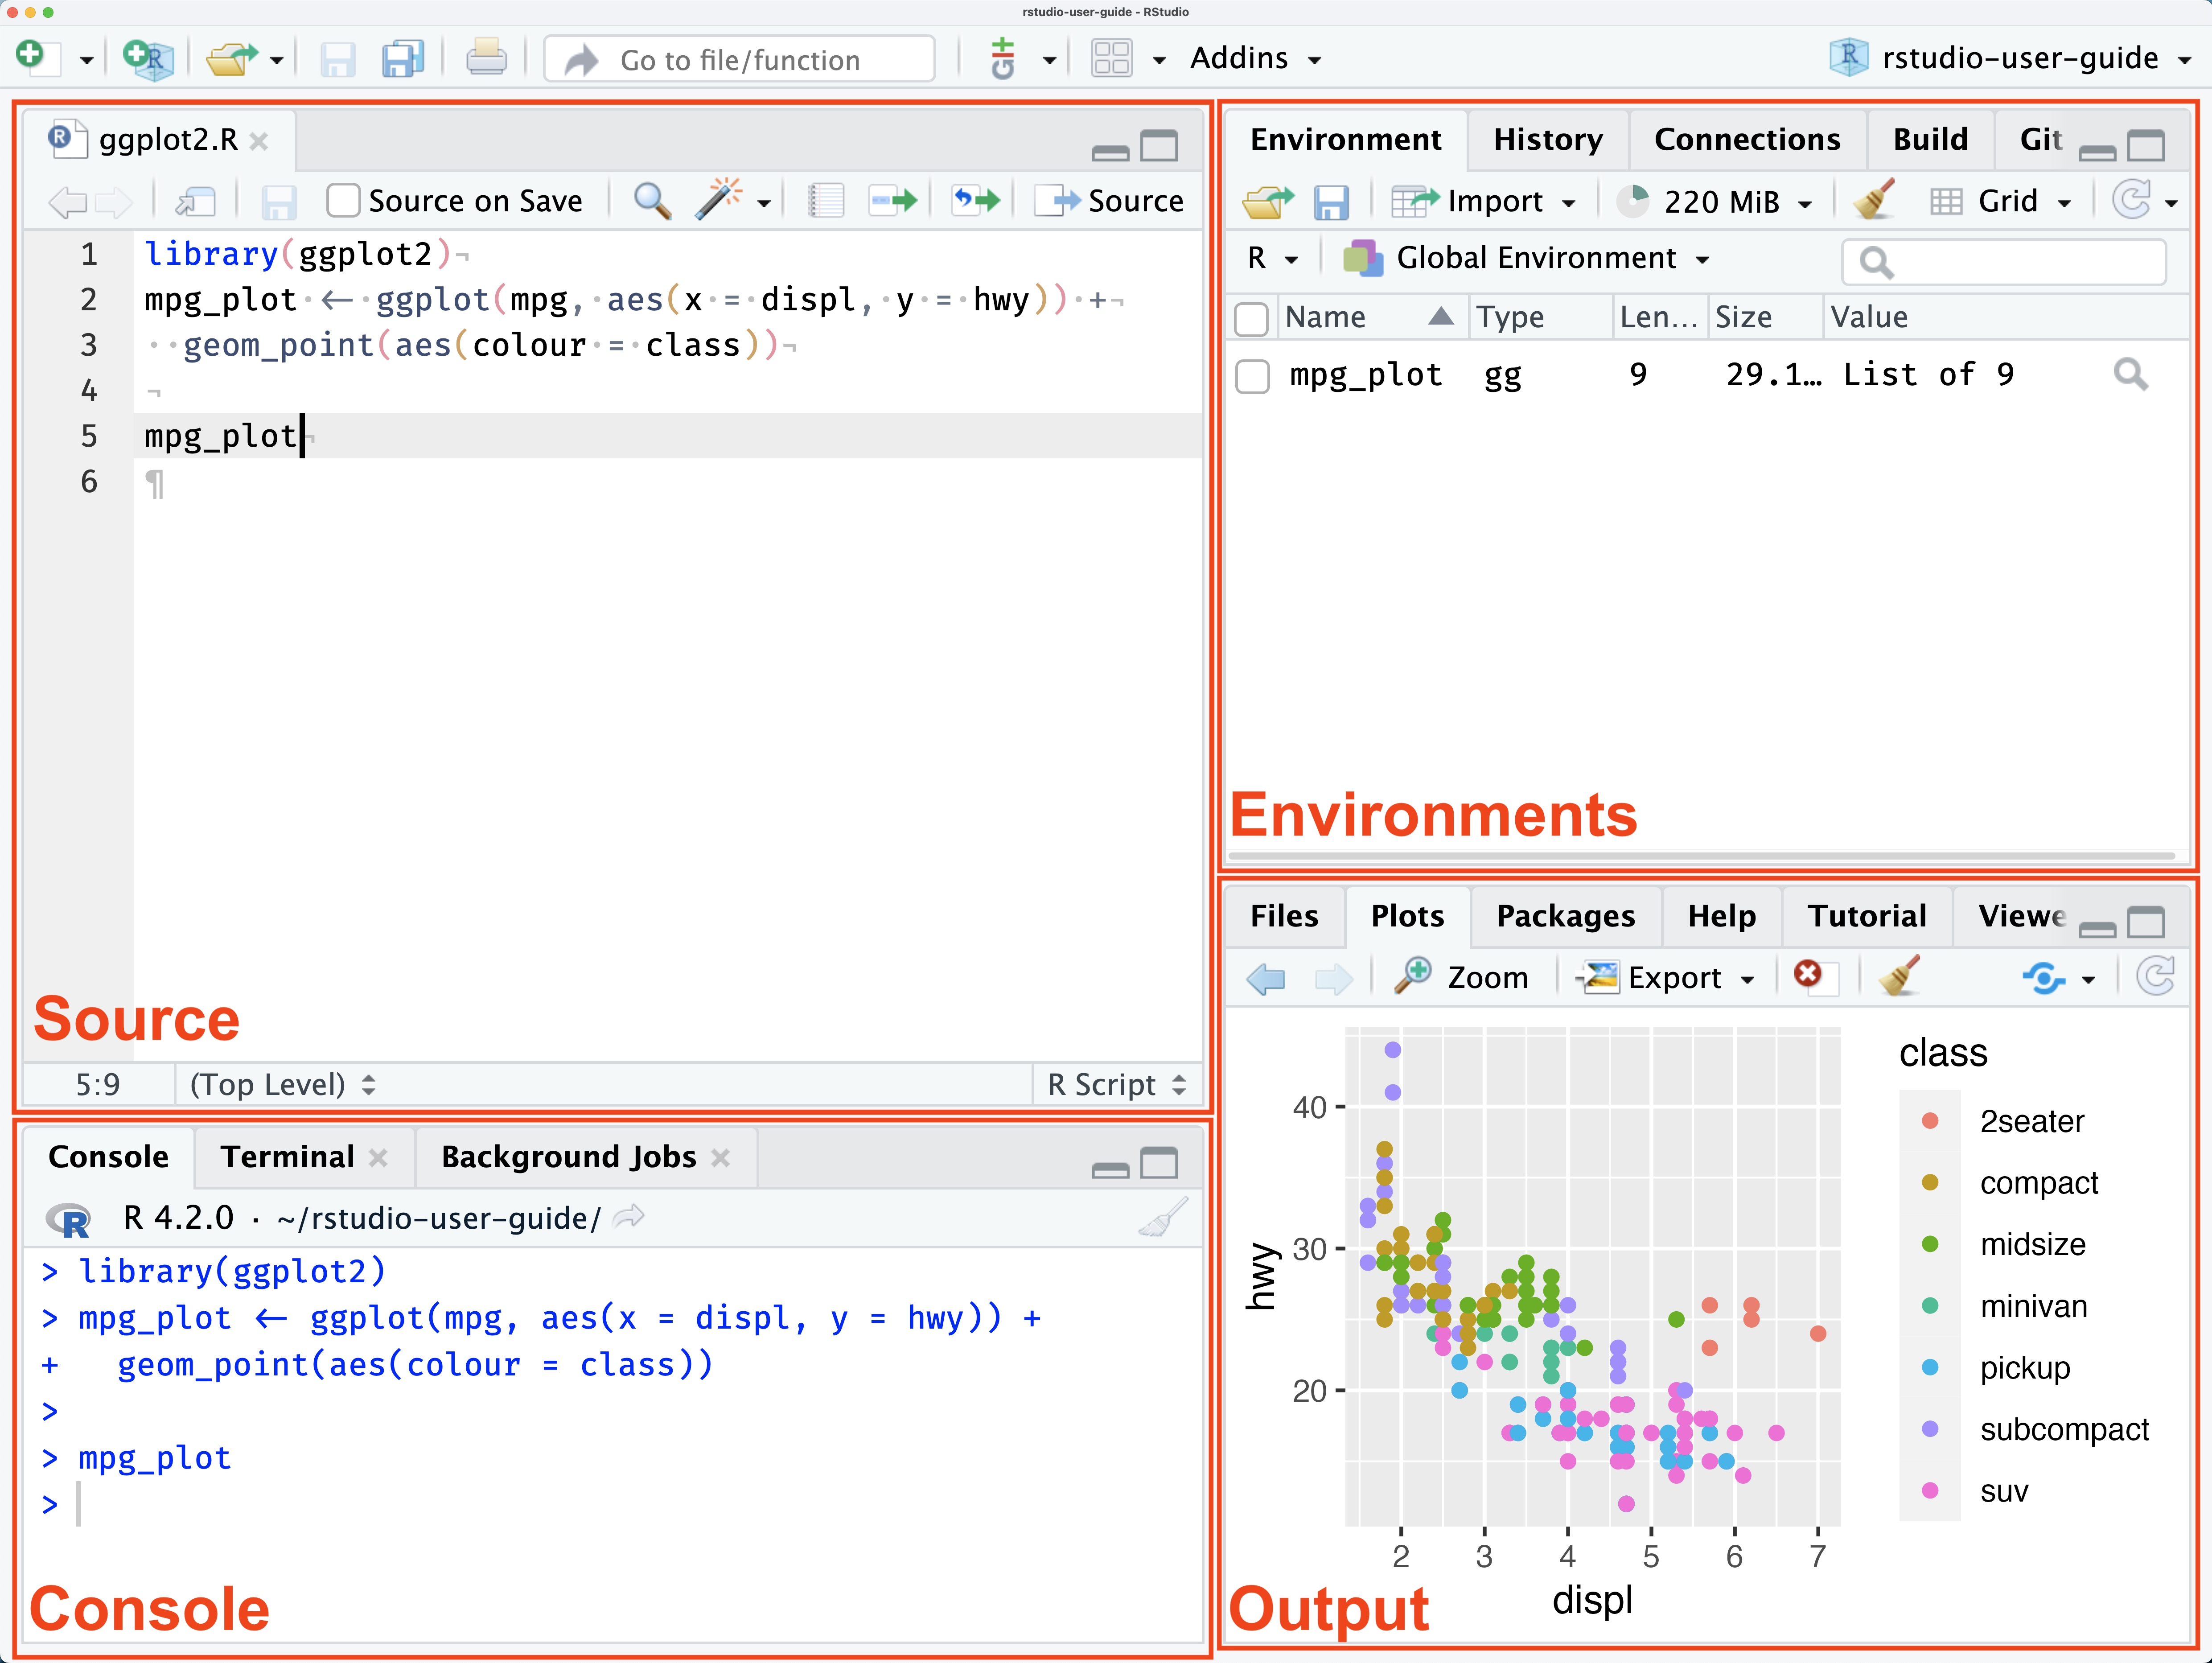 rstudio-user-guide - RStudio
Go to file/function
Git
Addins
rstudio-user-guide
ggplot2.R
Source on Save
Source
1 library(ggplot2)¬
2 mpg_plot·<-·ggplot(mpg,·aes(x·=·displ,·y·=·hwy))·+¬
3 ··geom_point(aes(colour·=·class))¬
4 ¬
5 mpg_plot¬
6 ¶
Source
5:9 (Top Level) R Script
Environment History Connections Build Git
Import 220 MiB Grid
R Global Environment
Name Type Len... Size Value
mpg_plot gg 9 29.1… List of 9
Environments
Console Terminal Background Jobs
R R 4.2.0 · ~/rstudio-user-guide/
> library(ggplot2)
> mpg_plot <- ggplot(mpg, aes(x = displ, y = hwy)) +
+   geom_point(aes(colour = class))
>
> mpg_plot
>
Console
Files Plots Packages Help Tutorial Viewe
Zoom Export
class
2seater
compact
midsize
minivan
pickup
subcompact
suv
40
30
20
hwy
2 3 4 5 6 7
displ
Output